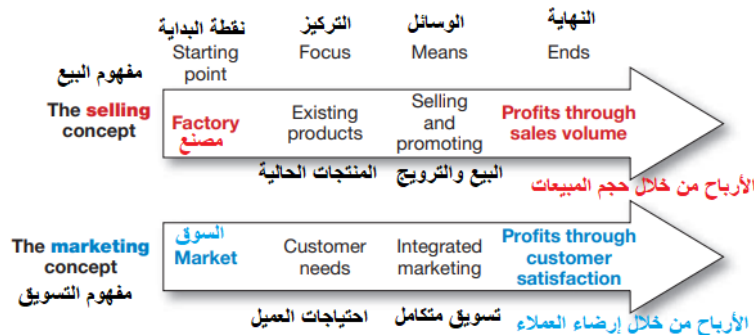 نقطة البداية
التركيز
الوسائل
النهاية
Starting
point
Focus
Means
Ends
مفهوم البيع
The selling
concept
Factory
مصنع
Existing
products
Selling
and
promoting
Profits through
sales volume
المنتجات الحالية
البيع والترويج
الأرباح من خلال حجم المبيعات
The marketing
concept
مفهوم التسويق
السوق
Market
Customer
needs
Integrated
marketing
Profits through
customer
satisfaction
احتياجات العميل
تسويق متكامل
الأرباح من خلال إرضاء العملاء